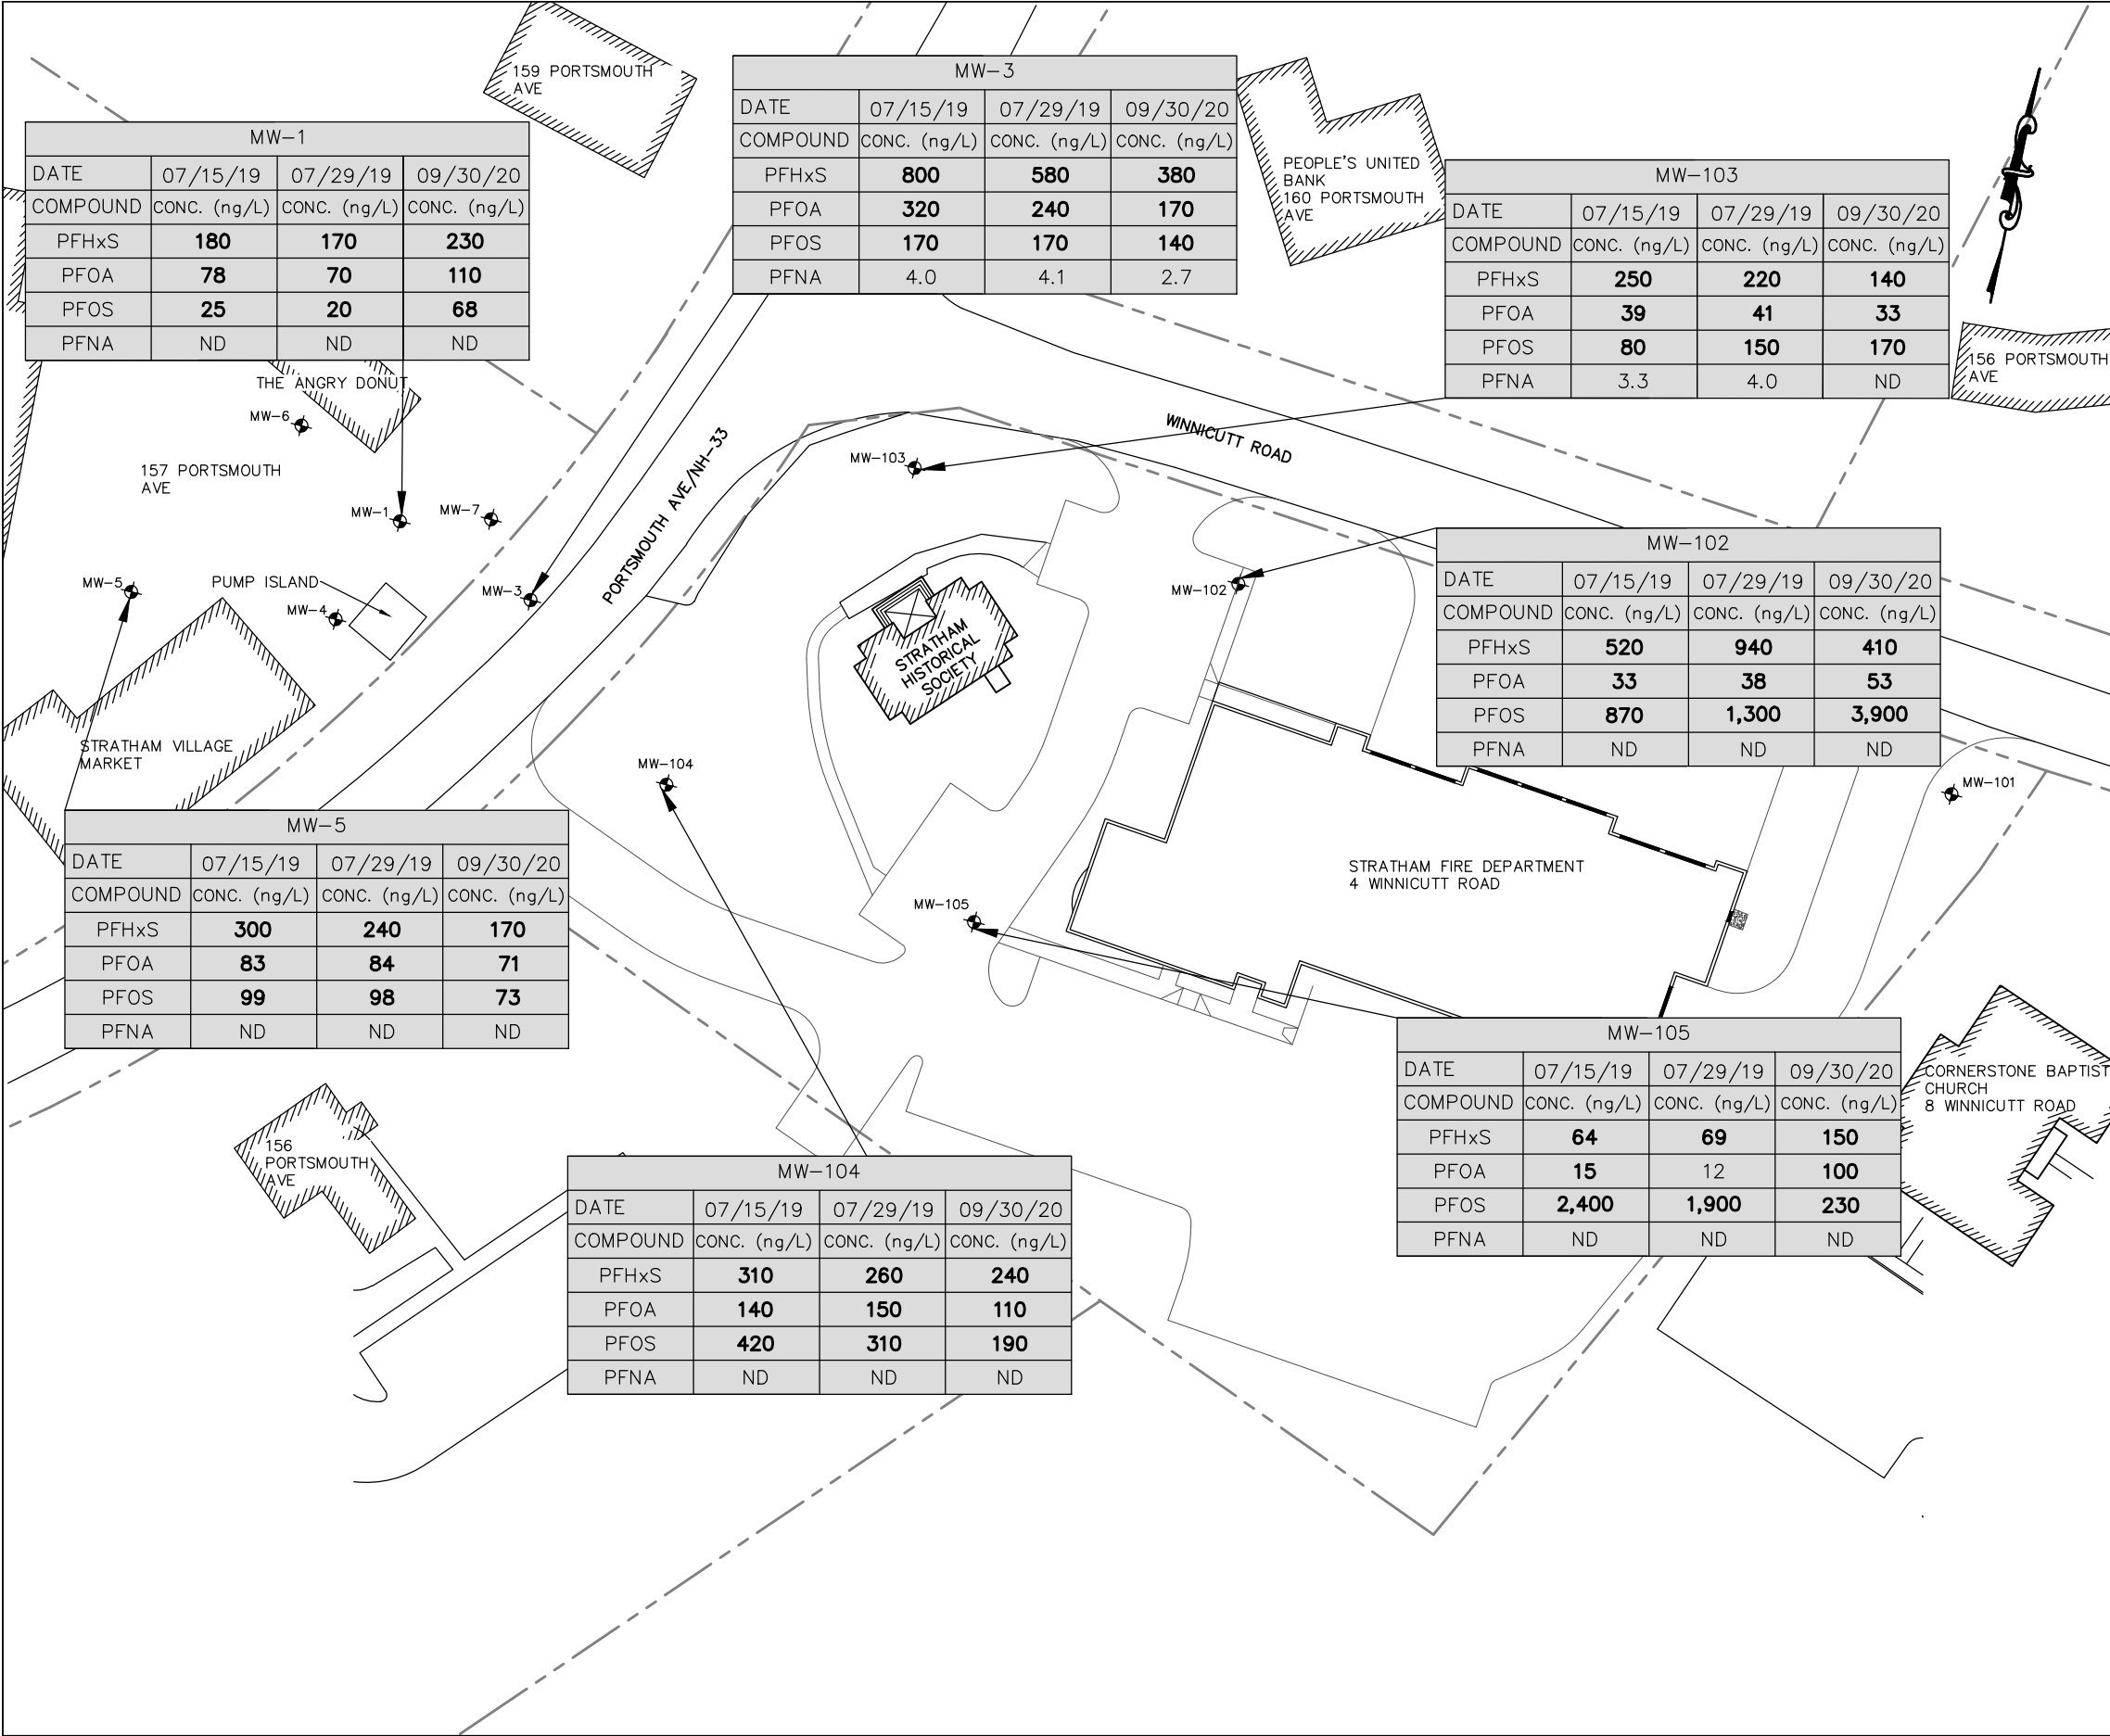 159 PORTSMOUTH
AVE
MW-3
DATE 07/15/19 07/29/19 09/30/20
COMPOUND CONC. (ng/L) CONC. (ng/L) CONC. (ng/L)
PFHxS 800 580 380
PFOA 320 240 170
PFOS 170 170 140
PFNA 4.0 4.1 2.7
MW-1
DATE 07/15/19 07/29/19 09/30/20
COMPOUND CONC. (ng/L) CONC. (ng/L) CONC. (ng/L)
PFHxS 180 170 230
PFOA 78 70 110
PFOS 25 20 68
PFNA ND ND ND
PEOPLE'S UNITED
BANK
160 PORTSMOUTH
AVE
MW-103
DATE 07/15/19 07/29/19 09/30/20
COMPOUND CONC. (ng/L) CONC. (ng/L) CONC. (ng/L)
PFHxS 250 220 140
PFOA 39 41 33
PFOS 80 150 170
PFNA 3.3 4.0 ND
156 PORTSMOUTH
AVE
THE ANGRY DONUT
MW-6
157 PORTSMOUTH
AVE
MW-1
MW-7
MW-5
PUMP ISLAND
MW-4
MW-3
PORTSMOUTH AVE/NH-33
WINNICUTT ROAD
MW-103
MW-102
STRATHAM
HISTORICAL
SOCIETY
MW-102
DATE 07/15/19 07/29/19 09/30/20
COMPOUND CONC. (ng/L) CONC. (ng/L) CONC. (ng/L)
PFHxS 520 940 410
PFOA 33 38 53
PFOS 870 1,300 3,900
PFNA ND ND ND
STRATHAM VILLAGE
MARKET
MW-104
MW-101
MW-5
DATE 07/15/19 07/29/19 09/30/20
COMPOUND CONC. (ng/L) CONC. (ng/L) CONC. (ng/L)
PFHxS 300 240 170
PFOA 83 84 71
PFOS 99 98 73
PFNA ND ND ND
STRATHAM FIRE DEPARTMENT
4 WINNICUTT ROAD
MW-105
MW-105
DATE 07/15/19 07/29/19 09/30/20
COMPOUND CONC. (ng/L) CONC. (ng/L) CONC. (ng/L)
PFHxS 64 69 150
PFOA 15 12 100
PFOS 2,400 1,900 230
PFNA ND ND ND
CORNERSTONE BAPTIST
CHURCH
8 WINNICUTT ROAD
156
PORTSMOUTH
AVE
MW-104
DATE 07/15/19 07/29/19 09/30/20
COMPOUND CONC. (ng/L) CONC. (ng/L) CONC. (ng/L)
PFHxS 310 260 240
PFOA 140 150 110
PFOS 420 310 190
PFNA ND ND ND